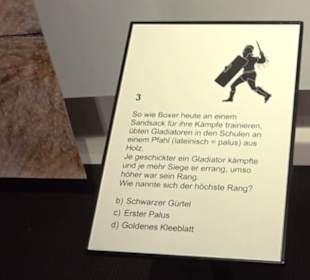 3
So wie Boxer heute an einem
Sandsack für ihre Kämpfe trainieren,
übten Gladiatoren in den Schulen an
einem Pfahl (lateinisch = palus) aus
Holz.
Je geschickter ein Gladiator kämpfte
und je mehr Siege er errang, umso
höher war sein Rang.
Wie nannte sich der höchste Rang?
b) Schwarzer Gürtel
c) Erster Palus
d) Goldenes Kleeblatt